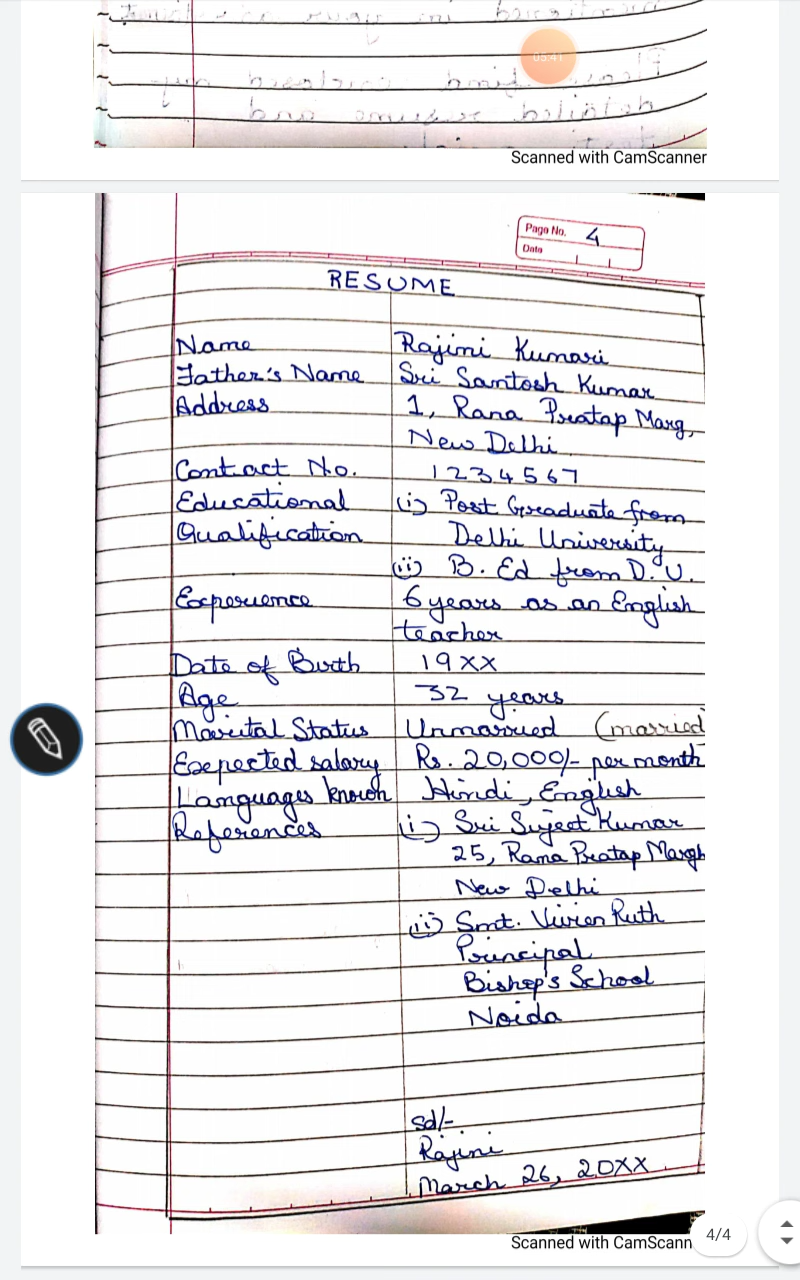 05:41
Scanned with CamScanner
Page No. 4
Date
RESUME
Name Rajini Kumari
Father's Name Sri Santosh Kumar
Address 1, Rana Pratap Marg,
New Delhi
Contact No. 1234567
Educational (i) Post Graduate from
Qualification Delhi University
(ii) B. Ed from D.U.
Experience 6 years as an English
teacher
Date of Birth 19XX
Age 32 years
Marital Status Unmarried (married
Expected salary Rs. 20,000/- per month
Languages known Hindi, English
References (i) Sri Sujeet Kumar
25, Rana Pratap Margh
New Delhi
(ii) Smt. Vivien Ruth
Principal
Bishop's School
Noida
sd/-
Rajini
March 26, 20XX
4/4
Scanned with CamScann